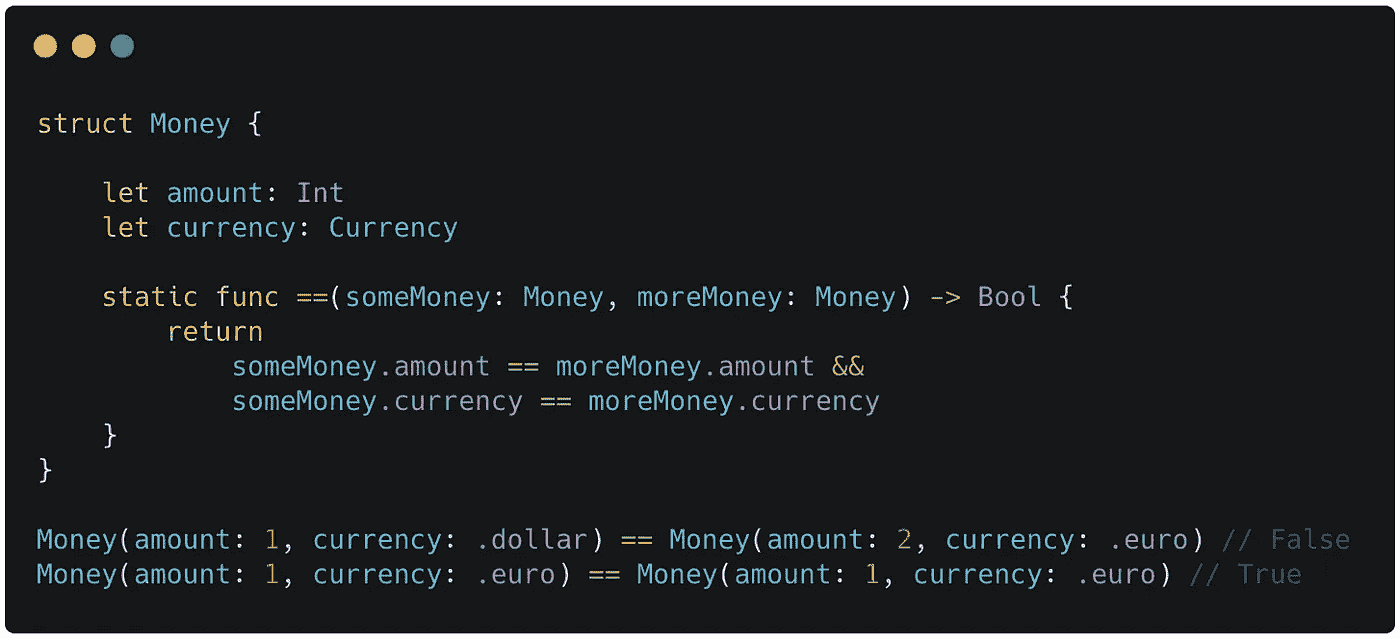 struct Money {
    let amount: Int
    let currency: Currency
    static func ==(someMoney: Money, moreMoney: Money) -> Bool {
        return
            someMoney.amount == moreMoney.amount &&
            someMoney.currency == moreMoney.currency
    }
}
Money(amount: 1, currency: .dollar) == Money(amount: 2, currency: .euro) // False
Money(amount: 1, currency: .euro) == Money(amount: 1, currency: .euro) // True